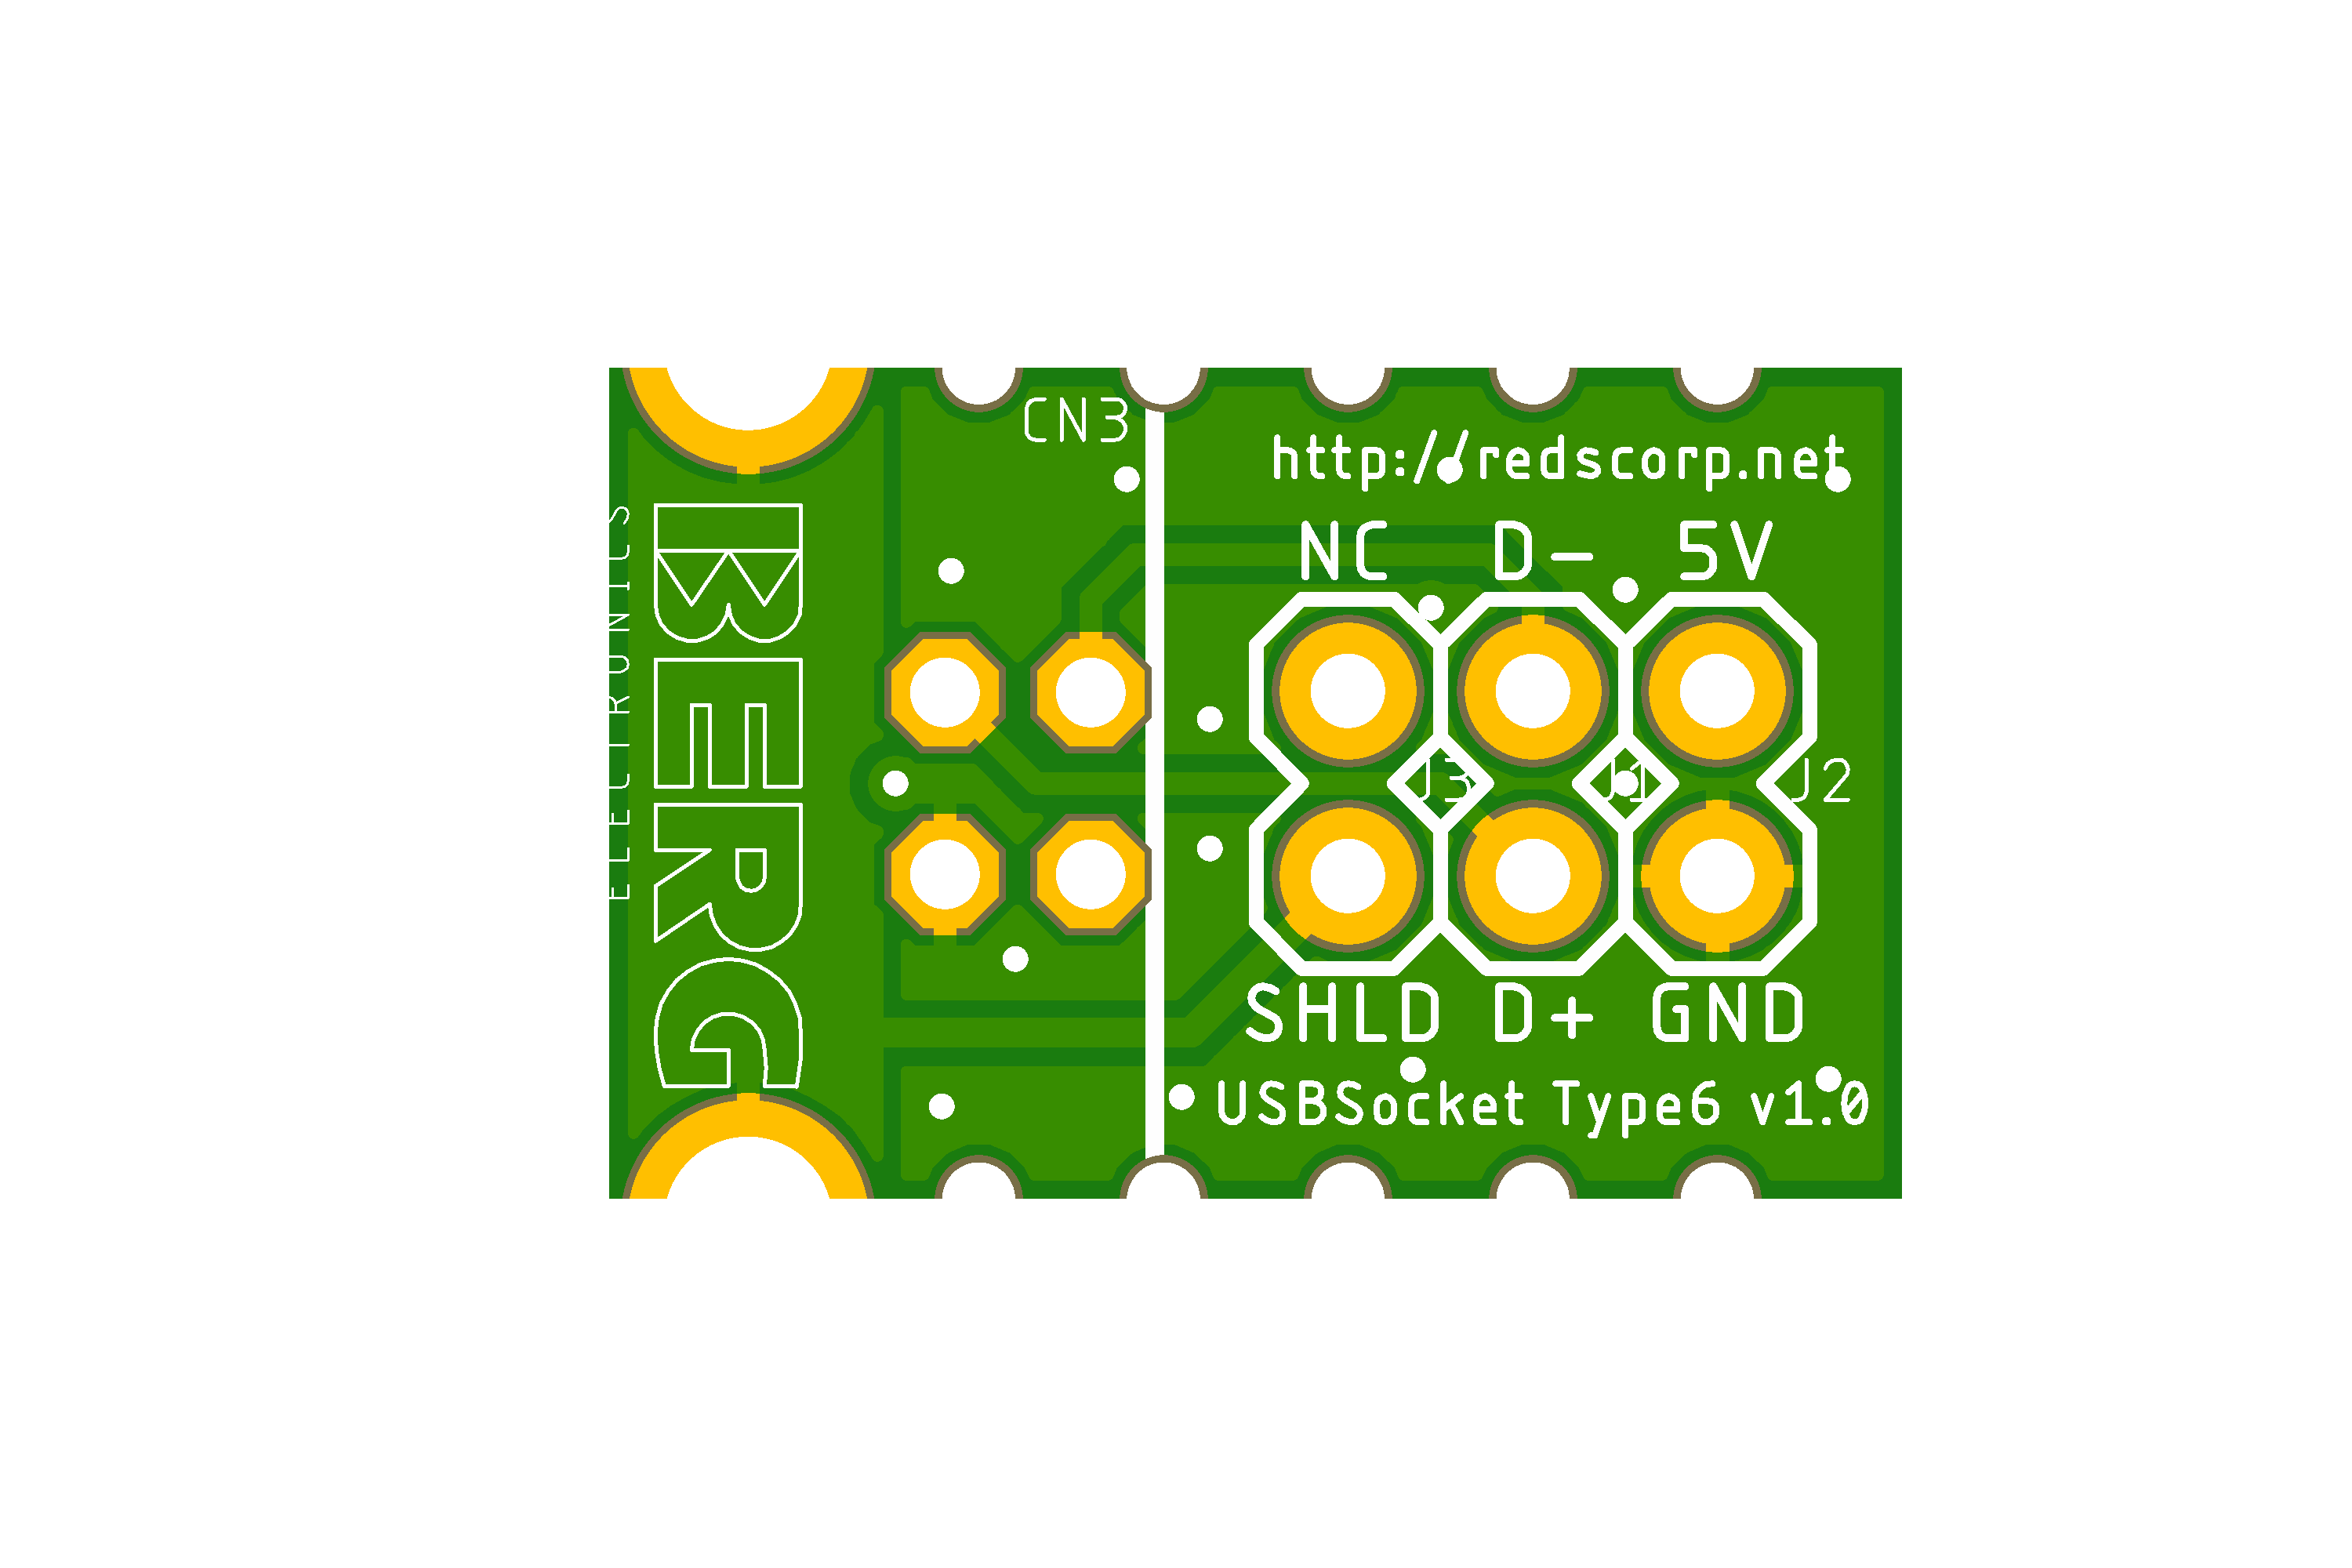 CN3
http://redscorp.net
NC D- 5V
J3 J1 J2
SHLD D+ GND
USBSocket Type6 v1.0
BERG
ELECTRONICS